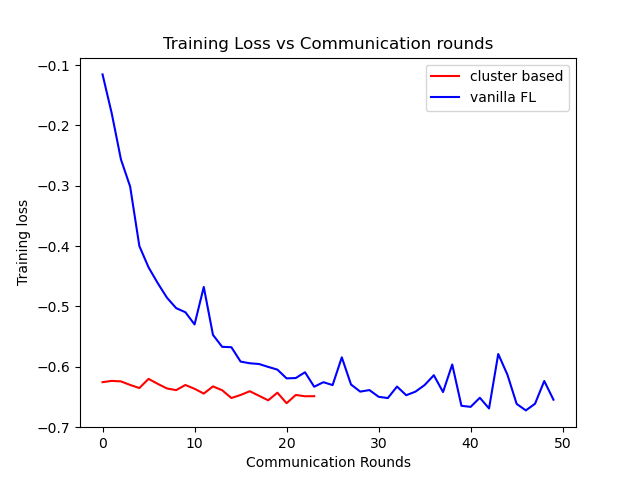 Training Loss vs Communication rounds
cluster based
vanilla FL
−0.1
−0.2
−0.3
−0.4
−0.5
−0.6
−0.7
Training loss
0
10
20
30
40
50
Communication Rounds